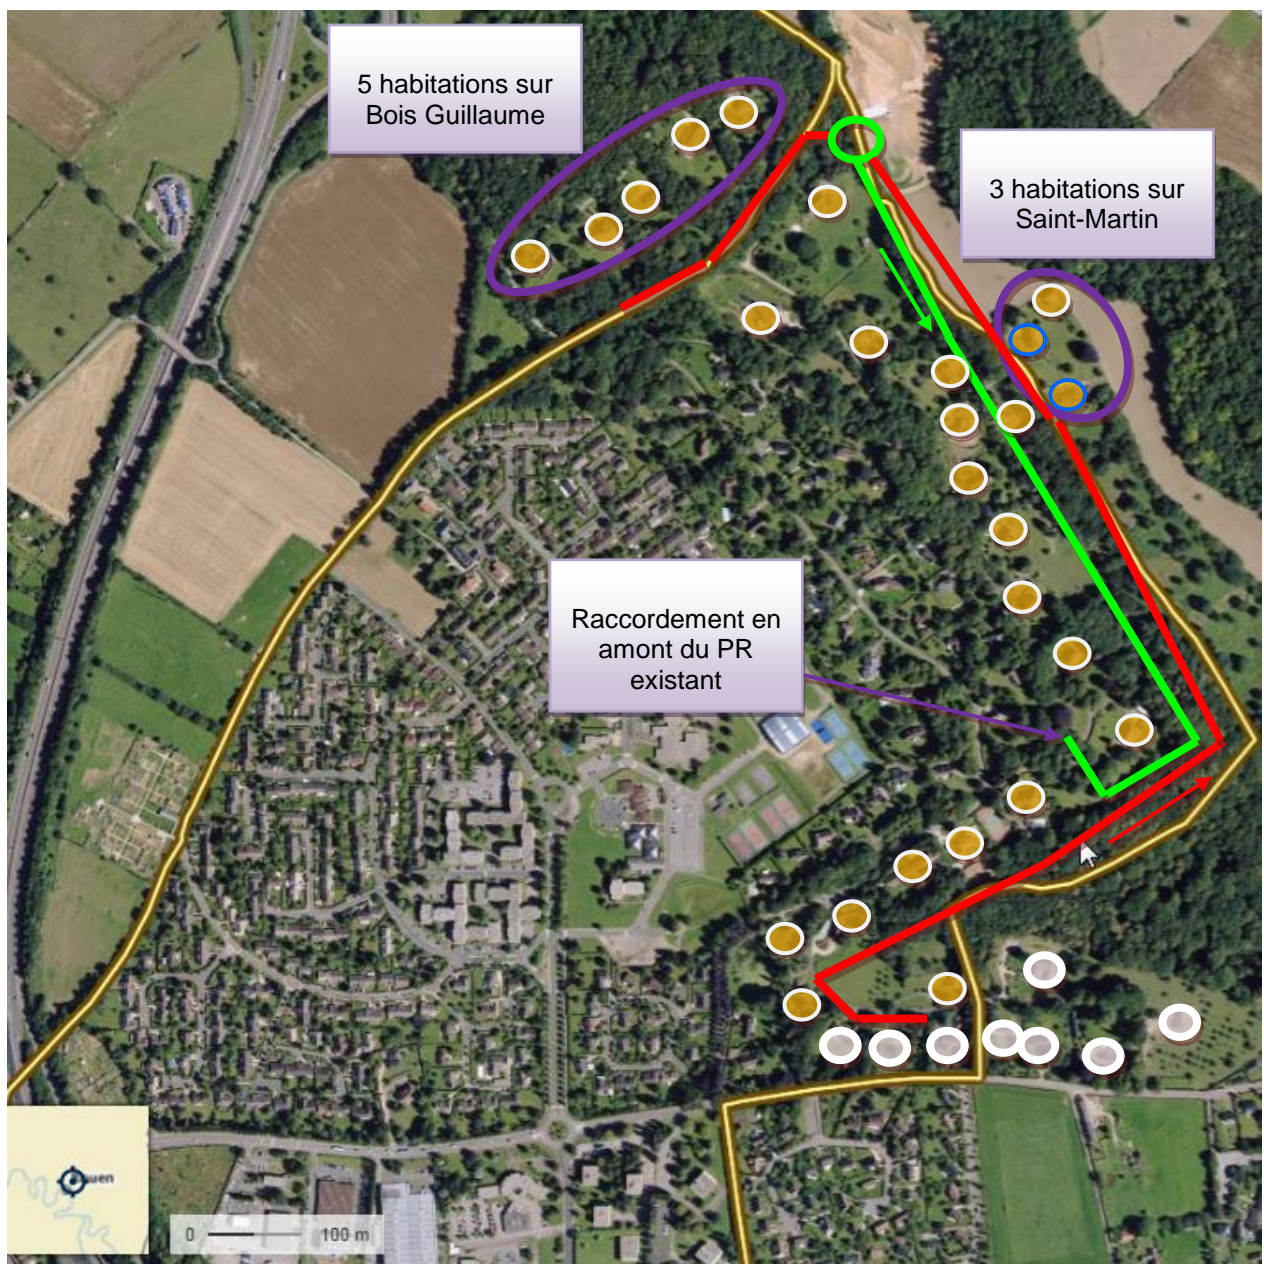 5 habitations sur
Bois Guillaume
3 habitations sur
Saint-Martin
Raccordement en
amont du PR
existant
0
100 m